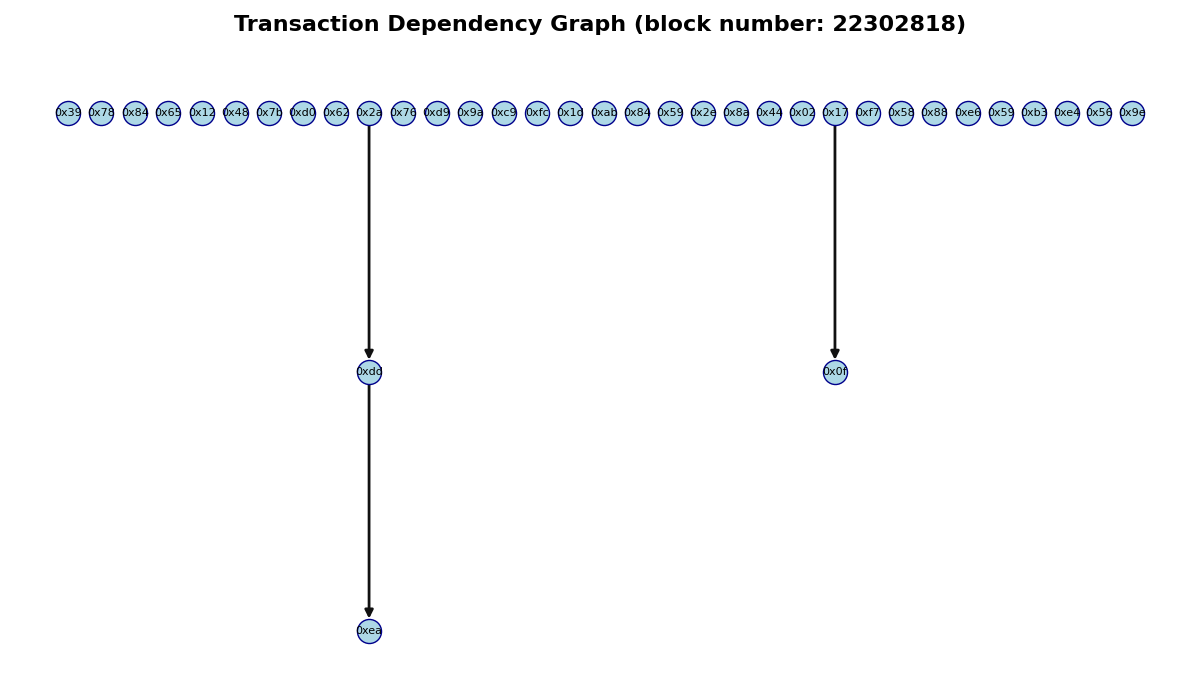 Transaction Dependency Graph (block number: 22302818)
0x39 0x78 0x84 0x65 0x12 0x48 0x7b 0xd0 0x62 0x2a 0x76 0xd9 0x9a 0xc9 0xfc 0x1d 0xab 0x84 0x59 0x2e 0x8a 0x44 0x02 0x17 0xf7 0x58 0x88 0xe6 0x59 0xb3 0xe4 0x56 0x9e
0xdd 0x0f
0xea